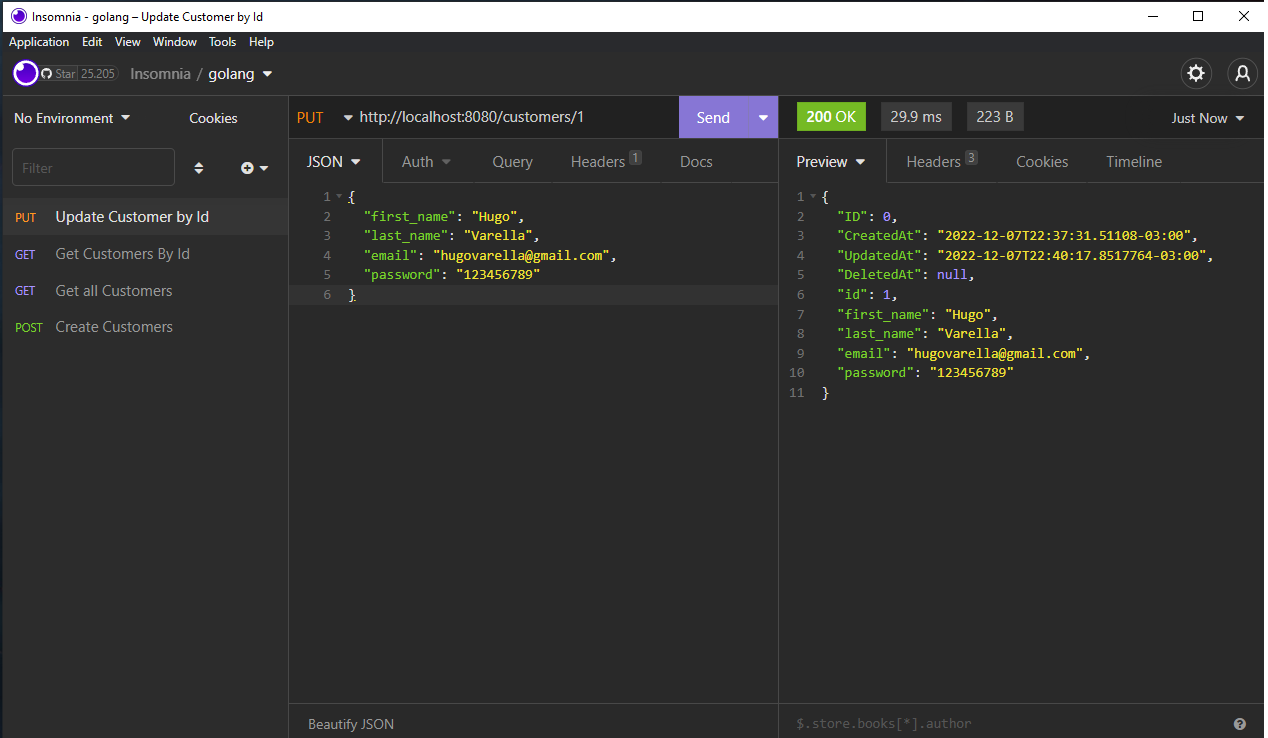 Insomnia - golang – Update Customer by Id
Application Edit View Window Tools Help
Star 25.205 Insomnia / golang
No Environment Cookies
Filter
PUT Update Customer by Id
GET Get Customers By Id
GET Get all Customers
POST Create Customers
PUT http://localhost:8080/customers/1 Send
JSON Auth Query Headers 1 Docs
1 {
2 "first_name": "Hugo",
3 "last_name": "Varella",
4 "email": "hugovarella@gmail.com",
5 "password": "123456789"
6 }
Beautify JSON
200 OK 29.9 ms 223 B Just Now
Preview Headers 3 Cookies Timeline
1 {
2 "ID": 0,
3 "CreatedAt": "2022-12-07T22:37:31.51108-03:00",
4 "UpdatedAt": "2022-12-07T22:40:17.8517764-03:00",
5 "DeletedAt": null,
6 "id": 1,
7 "first_name": "Hugo",
8 "last_name": "Varella",
9 "email": "hugovarella@gmail.com",
10 "password": "123456789"
11 }
$.store.books[*].author ?